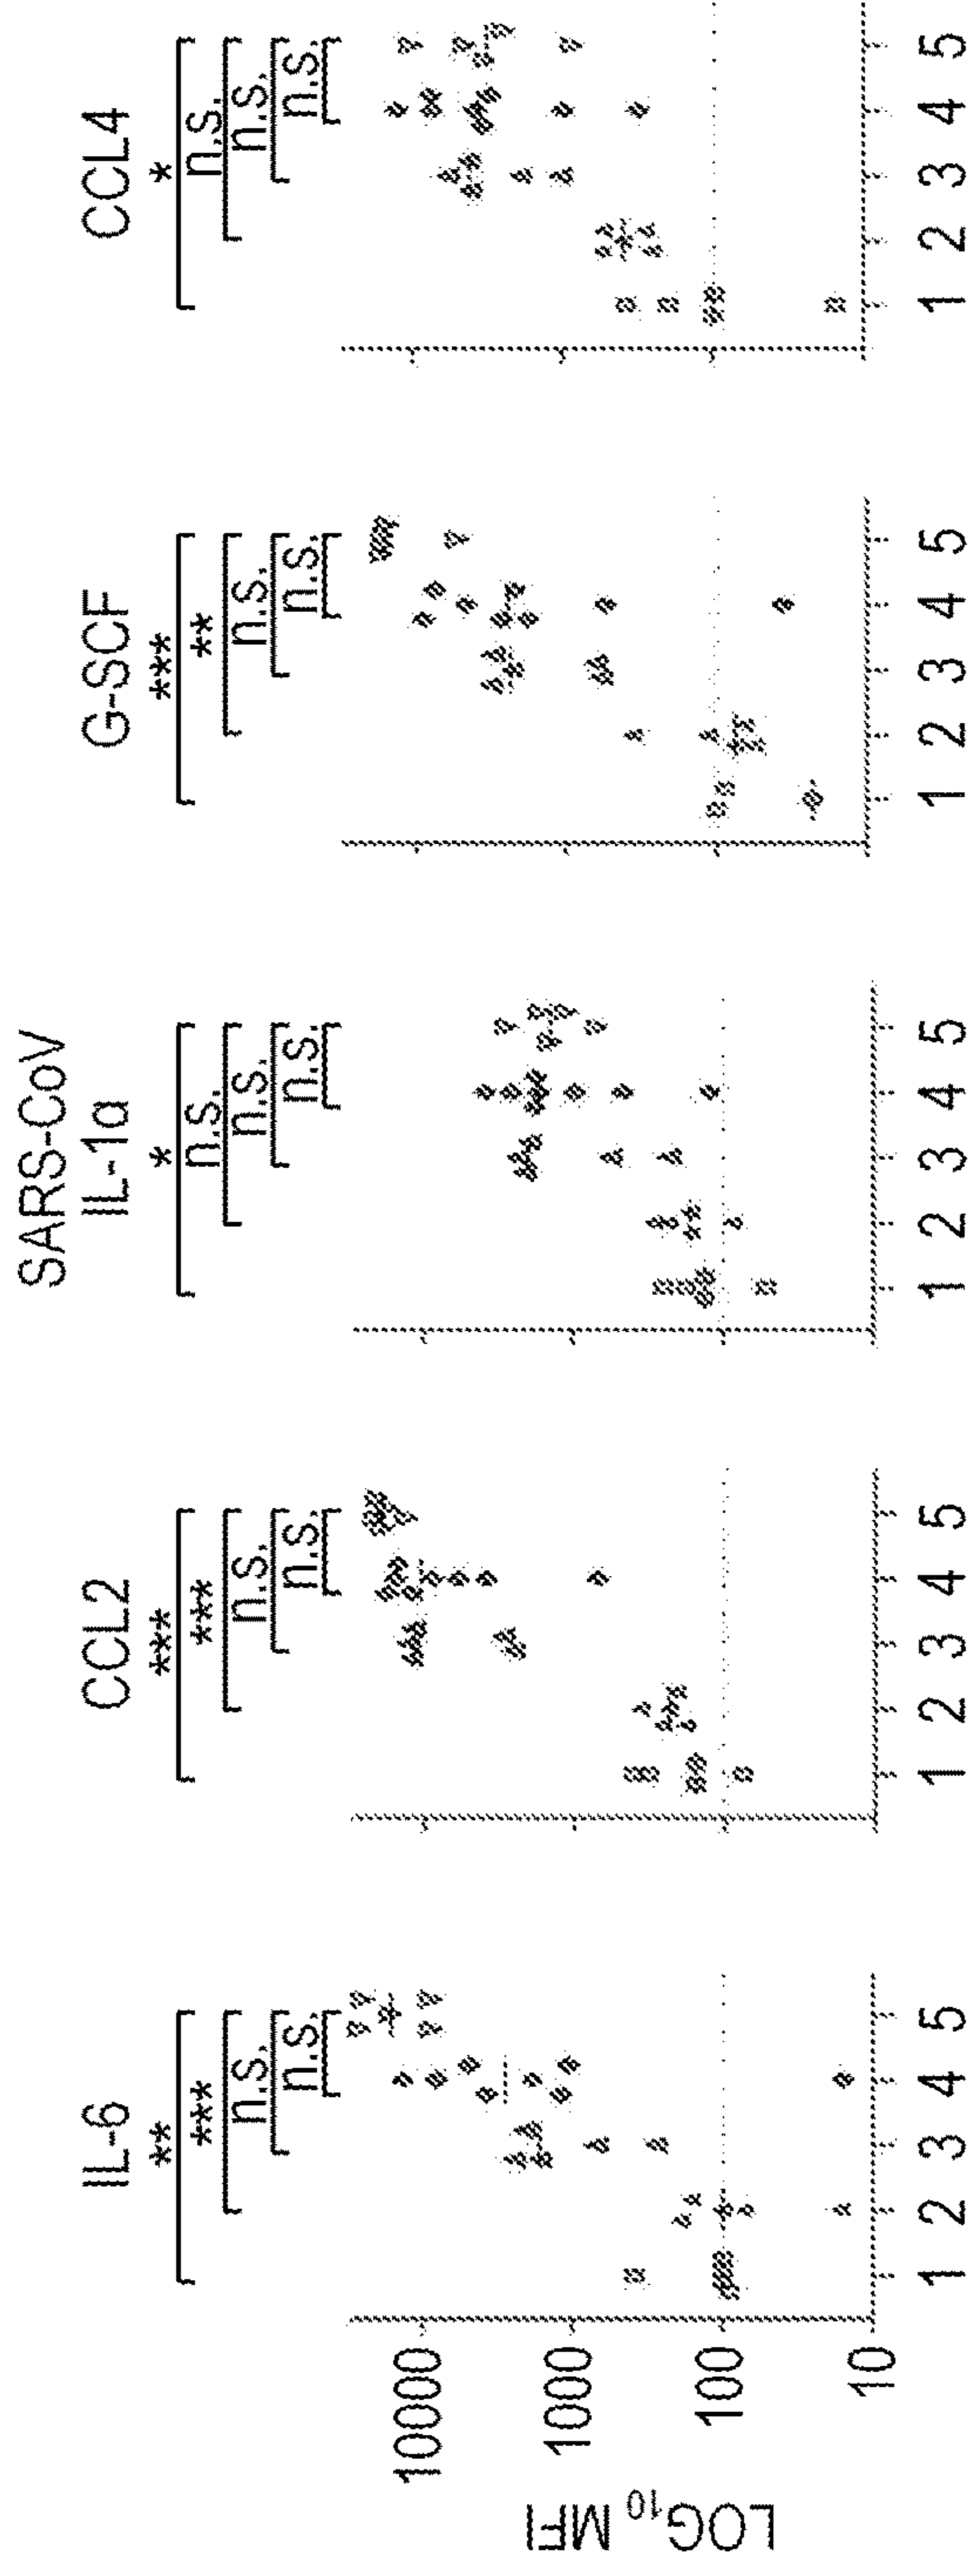 SARS-CoV
IL-6
CCL2
IL-1α
G-SCF
CCL4
**
***
n.s.
n.s.
***
***
n.s.
n.s.
*
n.s.
n.s.
n.s.
***
**
n.s.
n.s.
*
n.s.
n.s.
n.s.
LOG10 MFI
10000
1000
100
10
1 2 3 4 5
1 2 3 4 5
1 2 3 4 5
1 2 3 4 5
1 2 3 4 5